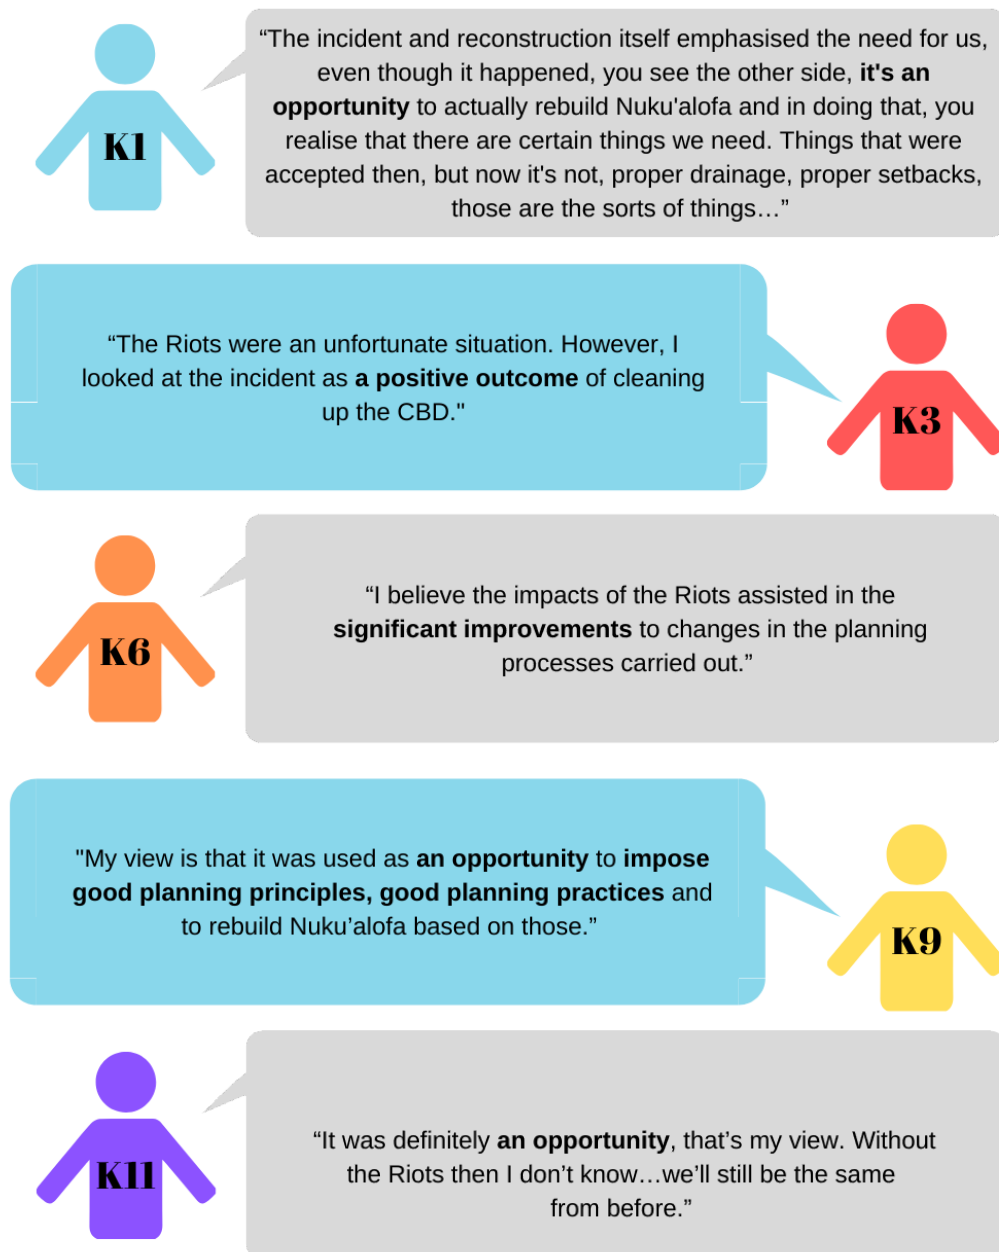 “The incident and reconstruction itself emphasised the need for us,
even though it happened, you see the other side, it's an
opportunity to actually rebuild Nuku'alofa and in doing that, you
realise that there are certain things we need. Things that were
accepted then, but now it's not, proper drainage, proper setbacks,
those are the sorts of things…”
K1
“The Riots were an unfortunate situation. However, I
looked at the incident as a positive outcome of cleaning
up the CBD."
K3
“I believe the impacts of the Riots assisted in the
significant improvements to changes in the planning
processes carried out.”
K6
"My view is that it was used as an opportunity to impose
good planning principles, good planning practices and
to rebuild Nuku’alofa based on those.”
K9
“It was definitely an opportunity, that’s my view. Without
the Riots then I don’t know…we’ll still be the same
from before.”
K11